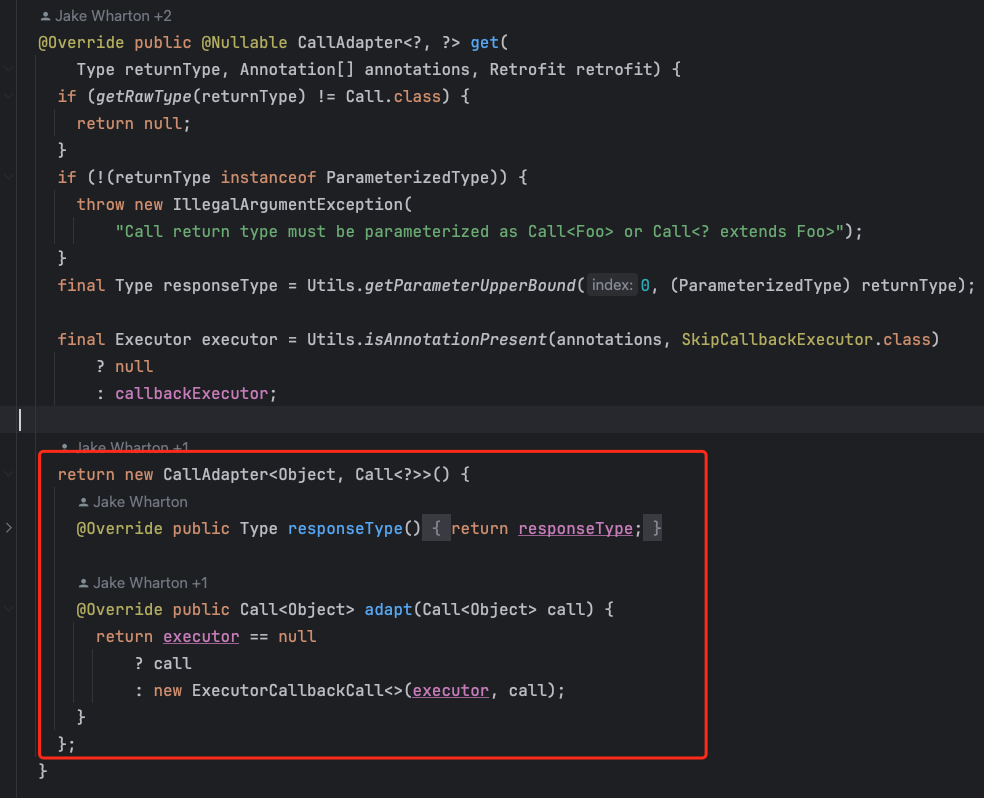 Jake Wharton +2
@Override public @Nullable CallAdapter<?, ?> get(
    Type returnType, Annotation[] annotations, Retrofit retrofit) {
  if (getRawType(returnType) != Call.class) {
    return null;
  }
  if (!(returnType instanceof ParameterizedType)) {
    throw new IllegalArgumentException(
        "Call return type must be parameterized as Call<Foo> or Call<? extends Foo>");
  }
  final Type responseType = Utils.getParameterUpperBound( index: 0, (ParameterizedType) returnType);
  final Executor executor = Utils.isAnnotationPresent(annotations, SkipCallbackExecutor.class)
      ? null
      : callbackExecutor;
Jake Wharton +1
  return new CallAdapter<Object, Call<?>>() {
Jake Wharton
    @Override public Type responseType() { return responseType; }
Jake Wharton +1
    @Override public Call<Object> adapt(Call<Object> call) {
      return executor == null
          ? call
          : new ExecutorCallbackCall<>(executor, call);
    }
  };
}